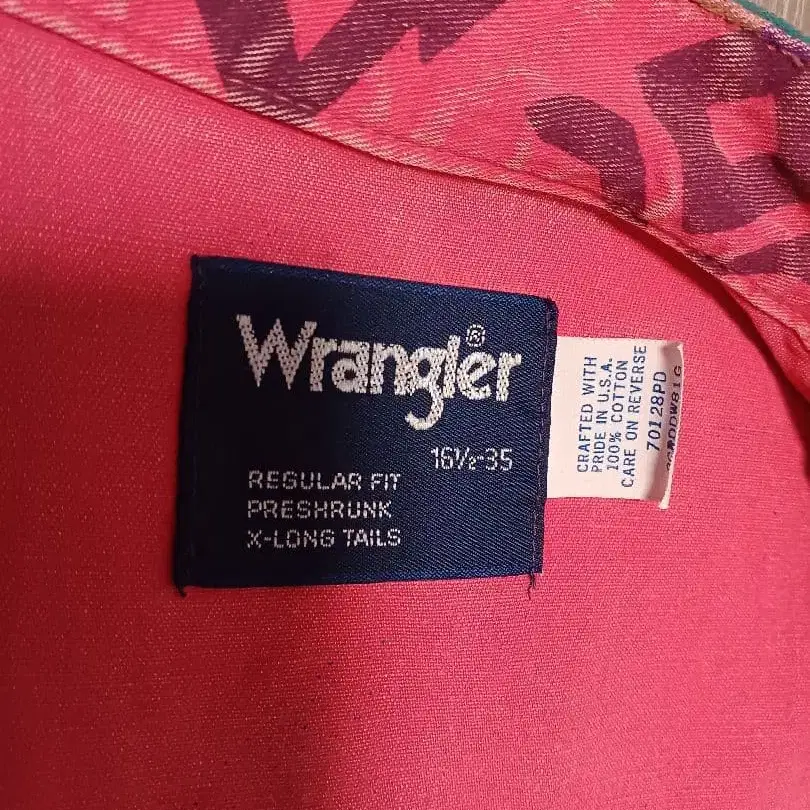 Wrangler®
16½-35
REGULAR FIT
PRESHRUNK
X-LONG TAILS
CRAFTED WITH
PRIDE IN U.S.A.
100% COTTON
CARE ON REVERSE
70128PD